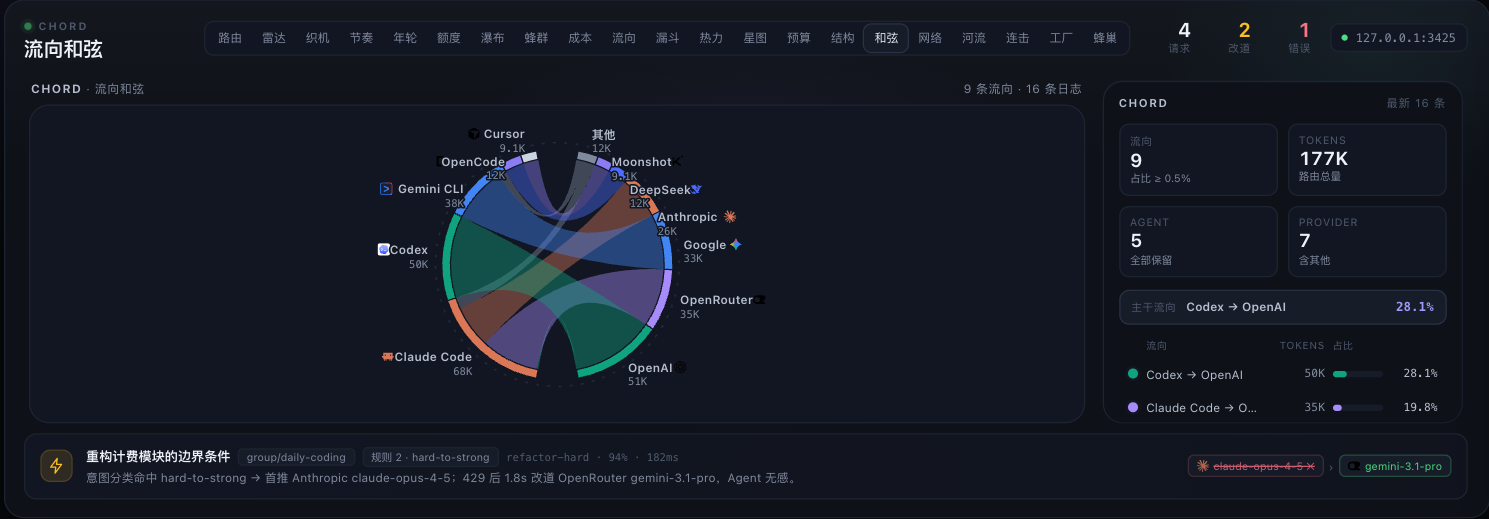 CHORD
流向和弦
路由 雷达 织机 节奏 年轮 额度 瀑布 蜂群 成本 流向 漏斗 热力 星图 预算 结构 和弦 网络 河流 连击 工厂 蜂巢
4 请求
2 改道
1 错误
127.0.0.1:3425
CHORD · 流向和弦
9 条流向 · 16 条日志
Cursor
9.1K
OpenCode
12K
Gemini CLI
38K
Codex
50K
Claude Code
68K
其他
12K
Moonshot
9.1K
DeepSeek
12K
Anthropic
26K
Google
33K
OpenRouter
35K
OpenAI
51K
CHORD
最新 16 条
流向
9
占比 ≥ 0.5%
TOKENS
177K
路由总量
AGENT
5
全部保留
PROVIDER
7
含其他
主干流向 Codex → OpenAI 28.1%
流向 TOKENS 占比
Codex → OpenAI 50K 28.1%
Claude Code → O... 35K 19.8%
重构计费模块的边界条件 group/daily-coding 规则 2 · hard-to-strong refactor-hard · 94% · 182ms
意图分类命中 hard-to-strong → 首推 Anthropic claude-opus-4-5；429 后 1.8s 改道 OpenRouter gemini-3.1-pro，Agent 无感。
claude-opus-4-5 ✕ › gemini-3.1-pro